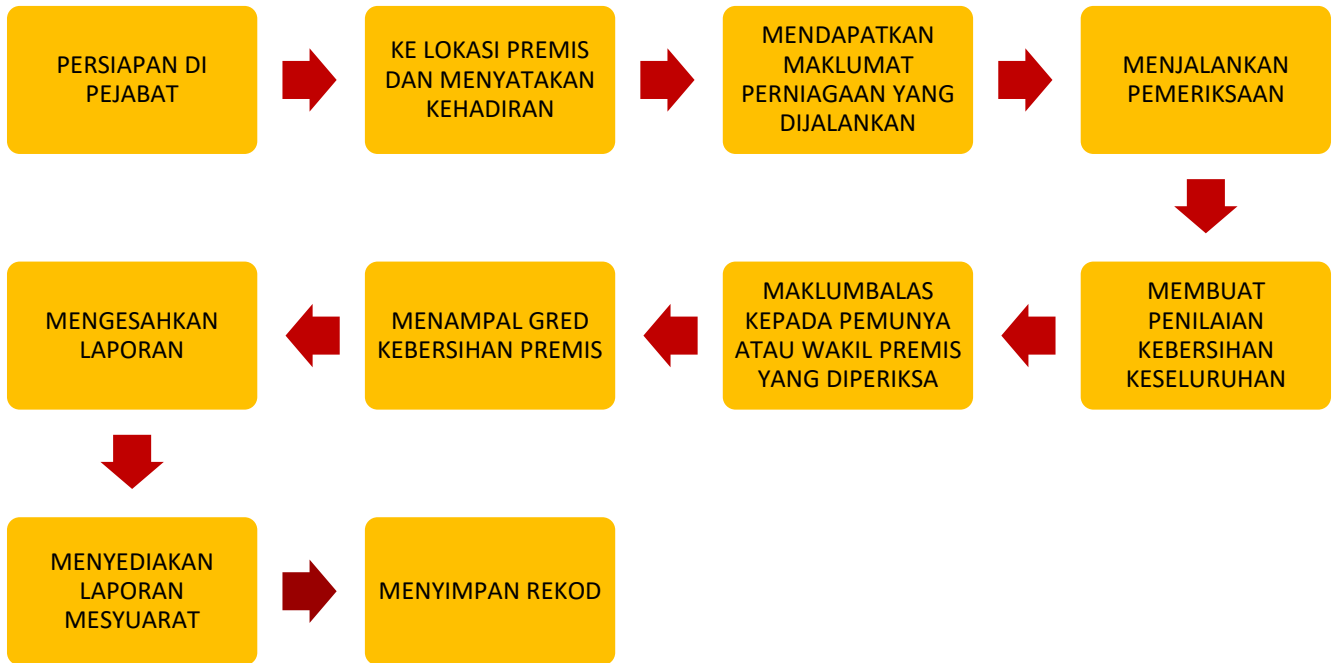 PERSIAPAN DI
PEJABAT
KE LOKASI PREMIS
DAN MENYATAKAN
KEHADIRAN
MENDAPATKAN
MAKLUMAT
PERNIAGAAN YANG
DIJALANKAN
MENJALANKAN
PEMERIKSAAN
MEMBUAT
PENILAIAN
KEBERSIHAN
KESELURUHAN
MAKLUMBALAS
KEPADA PEMUNYA
ATAU WAKIL PREMIS
YANG DIPERIKSA
MENAMPAL GRED
KEBERSIHAN PREMIS
MENGESAHKAN
LAPORAN
MENYEDIAKAN
LAPORAN
MESYUARAT
MENYIMPAN REKOD